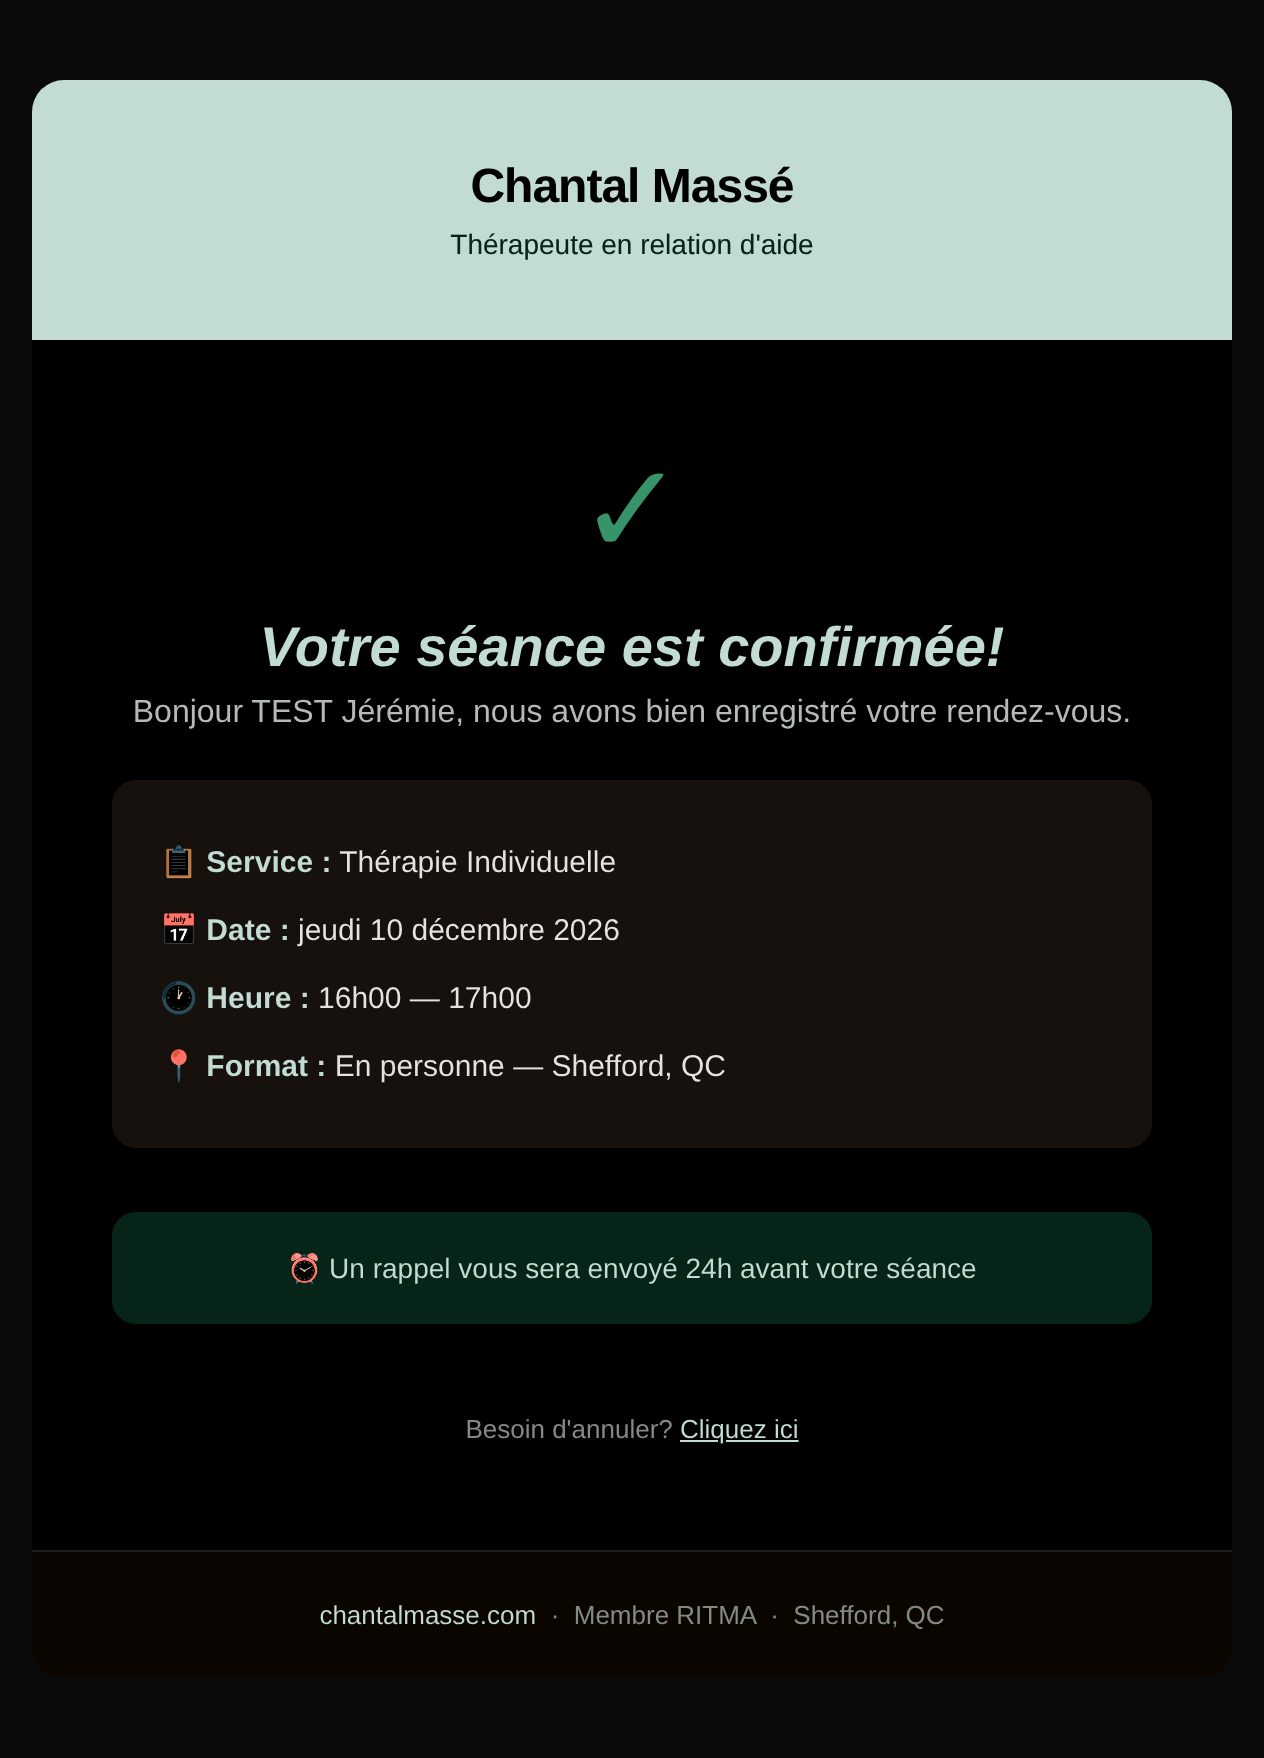 Chantal Massé
Thérapeute en relation d'aide
✓
Votre séance est confirmée!
Bonjour TEST Jérémie, nous avons bien enregistré votre rendez-vous.
📋 Service : Thérapie Individuelle
📅 Date : jeudi 10 décembre 2026
🕐 Heure : 16h00 — 17h00
📍 Format : En personne — Shefford, QC
⏰ Un rappel vous sera envoyé 24h avant votre séance
Besoin d'annuler? Cliquez ici
chantalmasse.com · Membre RITMA · Shefford, QC